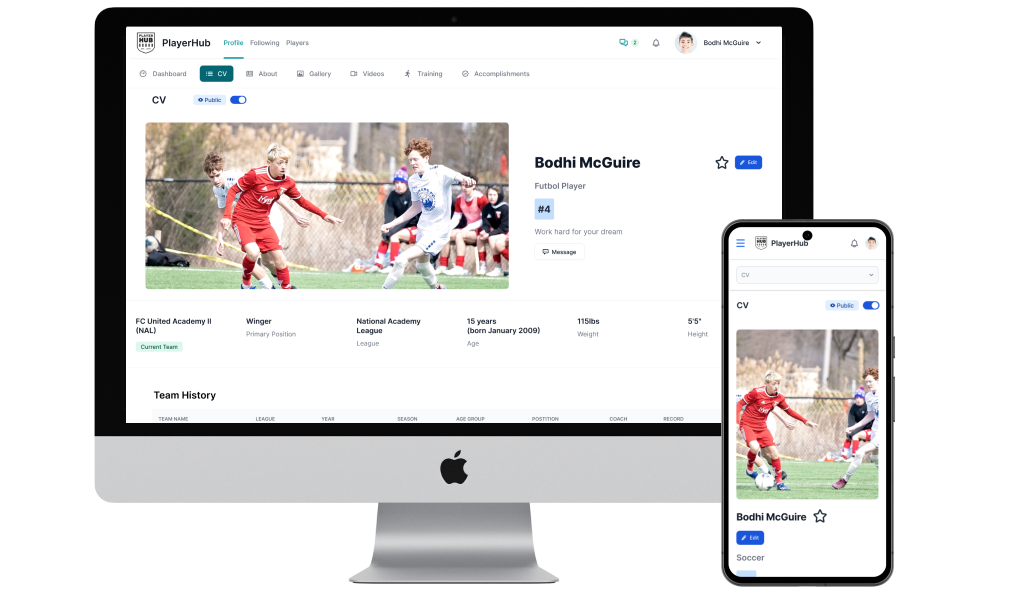 PLAYER
HUB
PlayerHub
Profile
Following
Players
2
Bodhi McGuire
Dashboard
CV
About
Gallery
Videos
Training
Accomplishments
CV
Public
Bodhi McGuire
Edit
Futbol Player
#4
Work hard for your dream
Message
FC United Academy II
(NAL)
Current Team
Winger
Primary Position
National Academy
League
League
15 years
(born January 2009)
Age
115lbs
Weight
5'5"
Height
Team History
TEAM NAME
LEAGUE
YEAR
SEASON
AGE GROUP
POSTITION
COACH
RECORD
HUB
PlayerHub
CV
CV
Public
Bodhi McGuire
Edit
Soccer